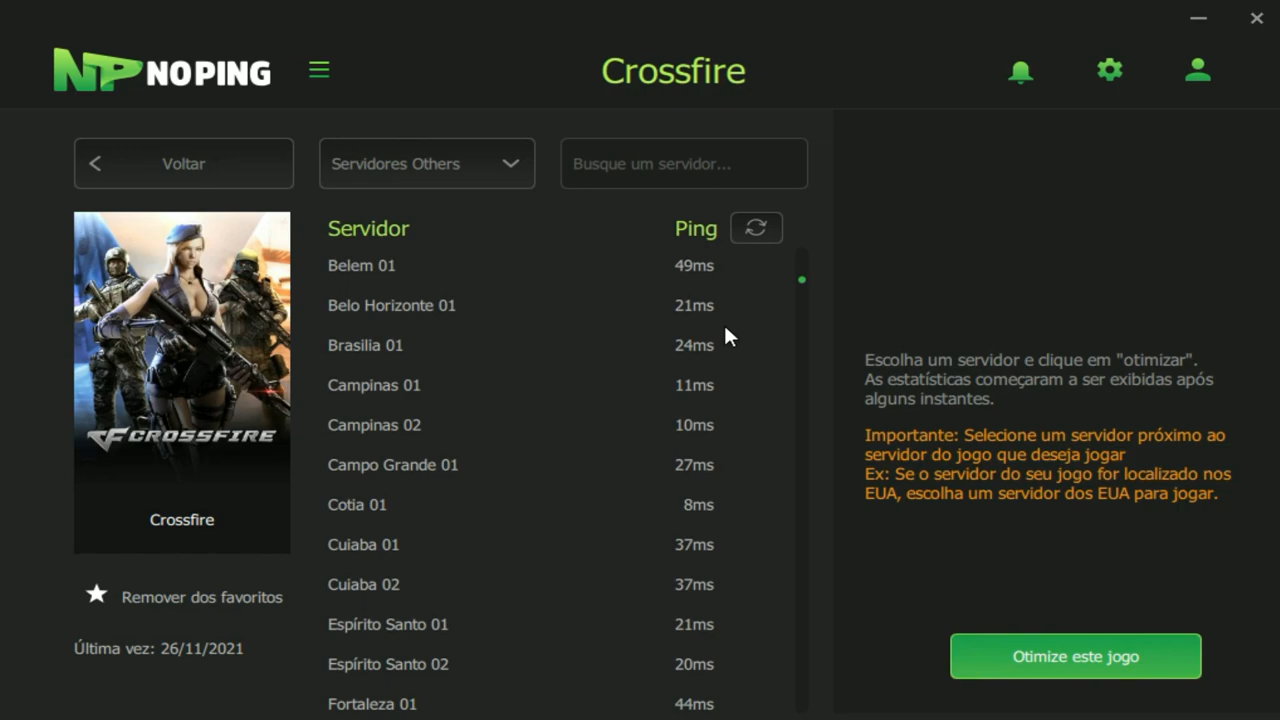 NP NOPING
Crossfire
Voltar
Servidores Others
Busque um servidor...
CROSSFIRE
Crossfire
Remover dos favoritos
Última vez: 26/11/2021
Servidor Ping
Belem 01 49ms
Belo Horizonte 01 21ms
Brasilia 01 24ms
Campinas 01 11ms
Campinas 02 10ms
Campo Grande 01 27ms
Cotia 01 8ms
Cuiaba 01 37ms
Cuiaba 02 37ms
Espírito Santo 01 21ms
Espírito Santo 02 20ms
Fortaleza 01 44ms
Escolha um servidor e clique em "otimizar".
As estatísticas começaram a ser exibidas após
alguns instantes.
Importante: Selecione um servidor próximo ao
servidor do jogo que deseja jogar
Ex: Se o servidor do seu jogo for localizado nos
EUA, escolha um servidor dos EUA para jogar.
Otimize este jogo